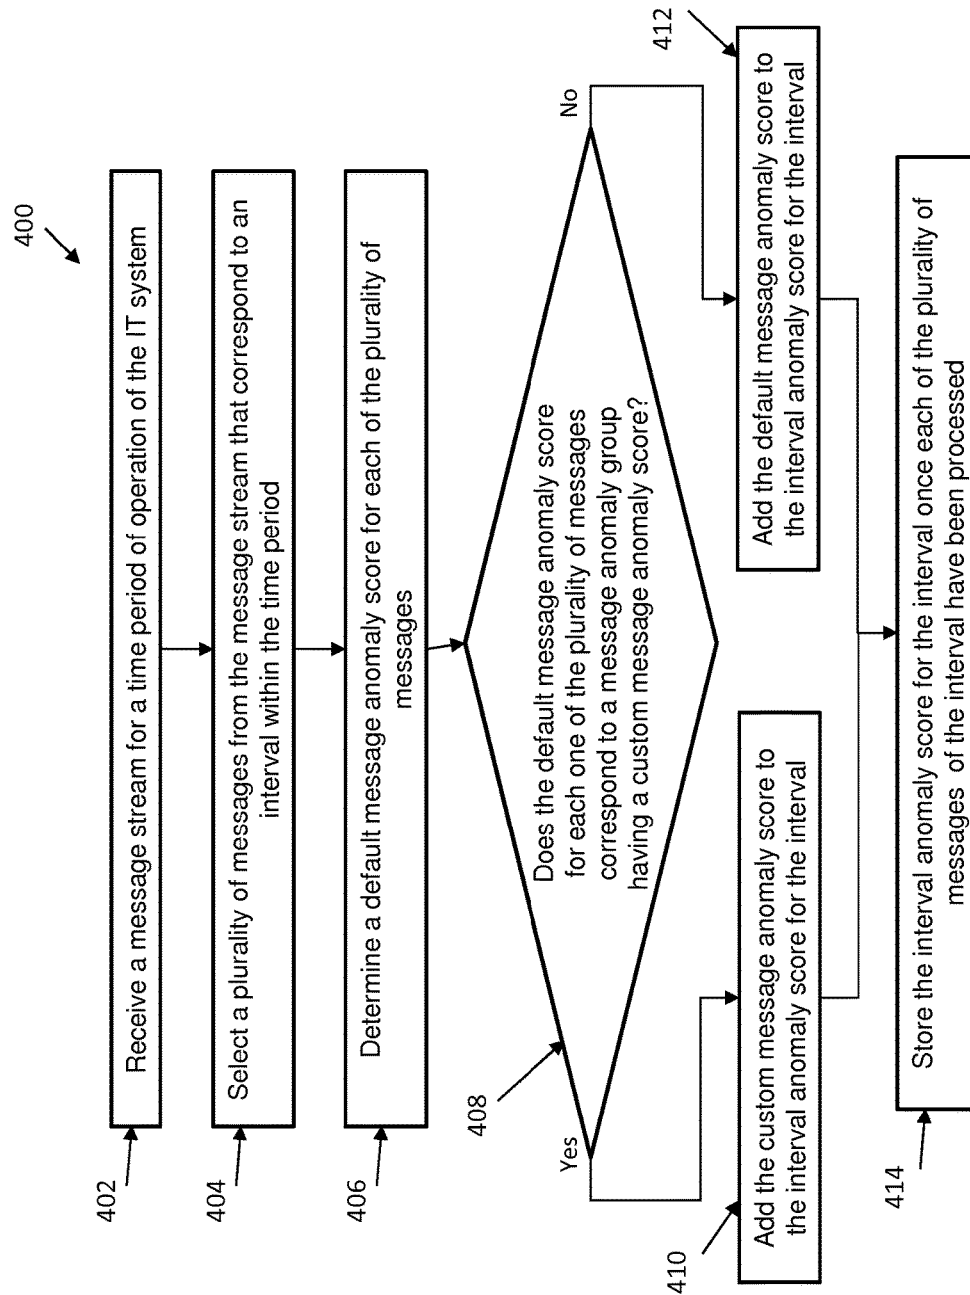 400
402
Receive a message stream for a time period of operation of the IT system
404
Select a plurality of messages from the message stream that correspond to an
interval within the time period
406
Determine a default message anomaly score for each of the plurality of
messages
408
Does the default message anomaly score
for each one of the plurality of messages
correspond to a message anomaly group
having a custom message anomaly score?
Yes
No
410
Add the custom message anomaly score to
the interval anomaly score for the interval
412
Add the default message anomaly score to
the interval anomaly score for the interval
414
Store the interval anomaly score for the interval once each of the plurality of
messages of the interval have been processed